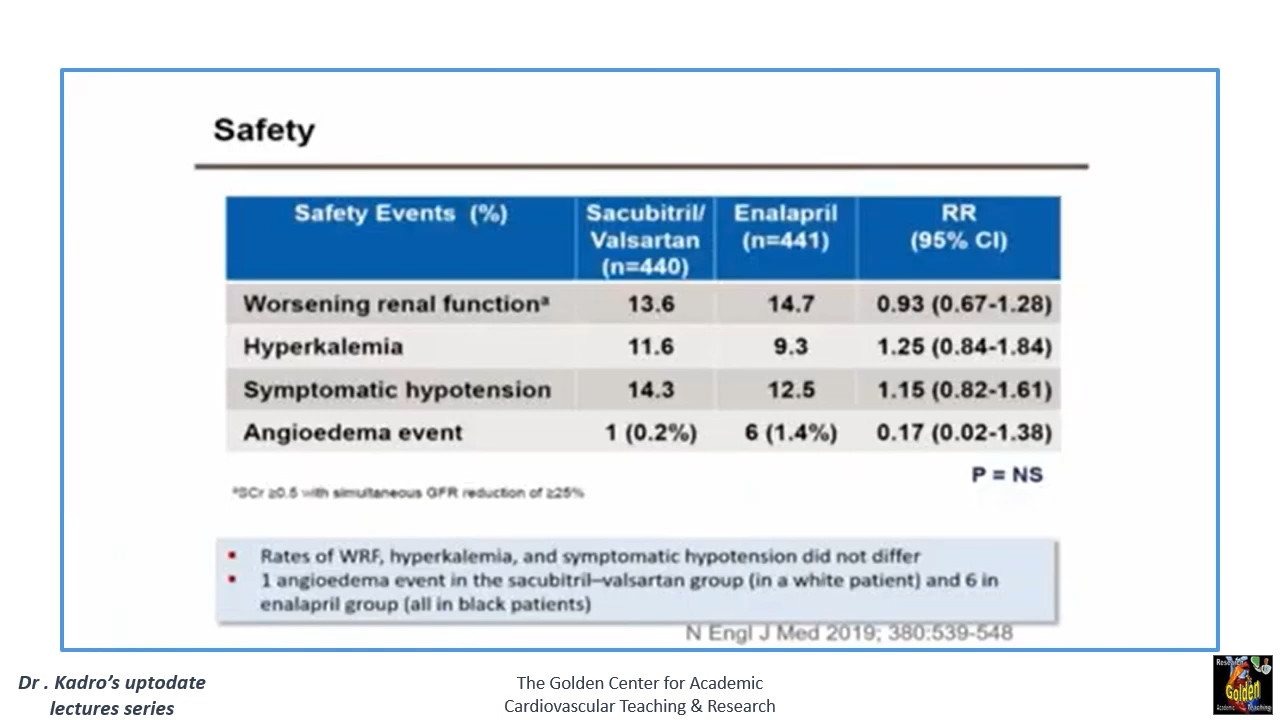 Safety
Safety Events (%)
Sacubitril/
Valsartan
(n=440)
Enalapril
(n=441)
RR
(95% CI)
Worsening renal functionᵃ 13.6 14.7 0.93 (0.67-1.28)
Hyperkalemia 11.6 9.3 1.25 (0.84-1.84)
Symptomatic hypotension 14.3 12.5 1.15 (0.82-1.61)
Angioedema event 1 (0.2%) 6 (1.4%) 0.17 (0.02-1.38)
P = NS
ᵃSCr ≥0.5 with simultaneous GFR reduction of ≥25%
▪ Rates of WRF, hyperkalemia, and symptomatic hypotension did not differ
▪ 1 angioedema event in the sacubitril–valsartan group (in a white patient) and 6 in
enalapril group (all in black patients)
N Engl J Med 2019; 380:539-548
Dr . Kadro’s uptodate
lectures series
The Golden Center for Academic
Cardiovascular Teaching & Research
Research
Golden
Academic Teaching